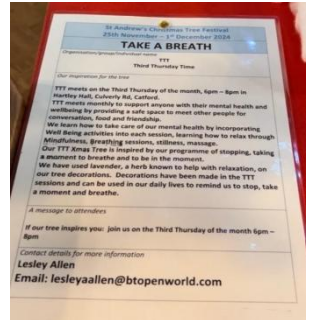 St Andrew's Christmas Tree Festival
25th November – 1st December 2024
TAKE A BREATH
Organisation/group/individual name
TTT
Third Thursday Time
Our inspiration for the tree
TTT meets on the Third Thursday of the month, 6pm – 8pm in
Hartley Hall, Culverly Rd, Catford.
TTT meets monthly to support anyone with their mental health and
wellbeing by providing a safe space to meet other people for
conversation, food and friendship.
We learn how to take care of our mental health by incorporating
Well Being activities into each session, learning how to relax through
Mindfulness, Breathing sessions, stillness, massage.
Our TTT Xmas Tree is inspired by our programme of stopping, taking
a moment to breathe and to be in the moment.
We have used lavender, a herb known to help with relaxation, on
our tree decorations. Decorations have been made in the TTT
sessions and can be used in our daily lives to remind us to stop, take
a moment and breathe.
A message to attendees
If our tree inspires you: join us on the Third Thursday of the month 6pm –
8pm
Contact details for more information
Lesley Allen
Email: lesleyaallen@btopenworld.com